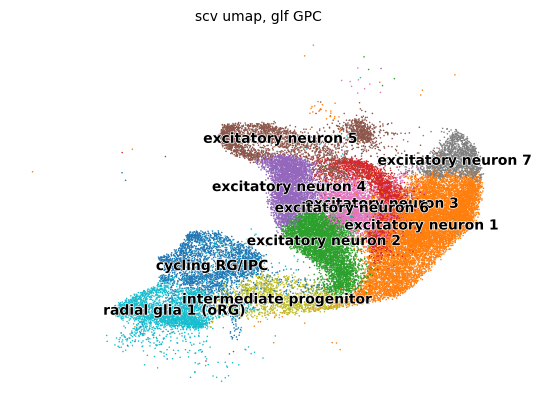 scv umap, glf GPC
excitatory neuron 5
excitatory neuron 7
excitatory neuron 4
excitatory neuron 3
excitatory neuron 6
excitatory neuron 1
excitatory neuron 2
cycling RG/IPC
intermediate progenitor
radial glia 1 (oRG)